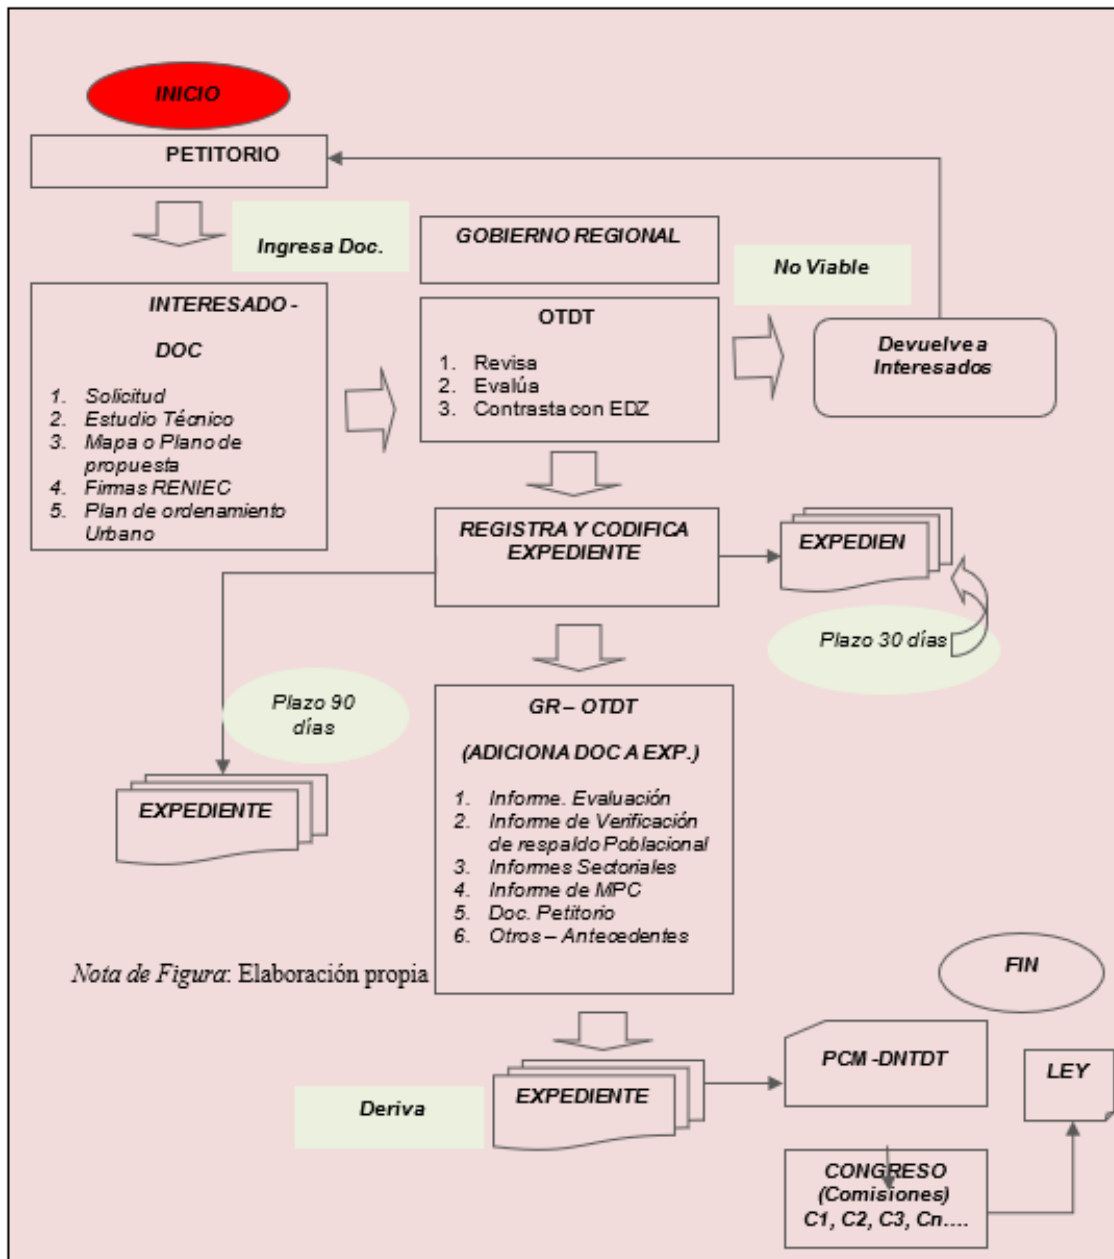 INICIO
PETITORIO
Ingresa Doc.
GOBIERNO REGIONAL
No Viable
INTERESADO -
DOC
1. Solicitud
2. Estudio Técnico
3. Mapa o Plano de
propuesta
4. Firmas RENIEC
5. Plan de ordenamiento
Urbano
OTDT
1. Revisa
2. Evalúa
3. Contrasta con EDZ
Devuelve a
Interesados
REGISTRA Y CODIFICA
EXPEDIENTE
EXPEDIEN
Plazo 30 días
Plazo 90
días
EXPEDIENTE
GR – OTDT
(ADICIONA DOC A EXP.)
1. Informe. Evaluación
2. Informe de Verificación
de respaldo Poblacional
3. Informes Sectoriales
4. Informe de MPC
5. Doc. Petitorio
6. Otros – Antecedentes
Nota de Figura: Elaboración propia
FIN
Deriva
EXPEDIENTE
PCM -DNTDT
LEY
CONGRESO
(Comisiones)
C1, C2, C3, Cn....